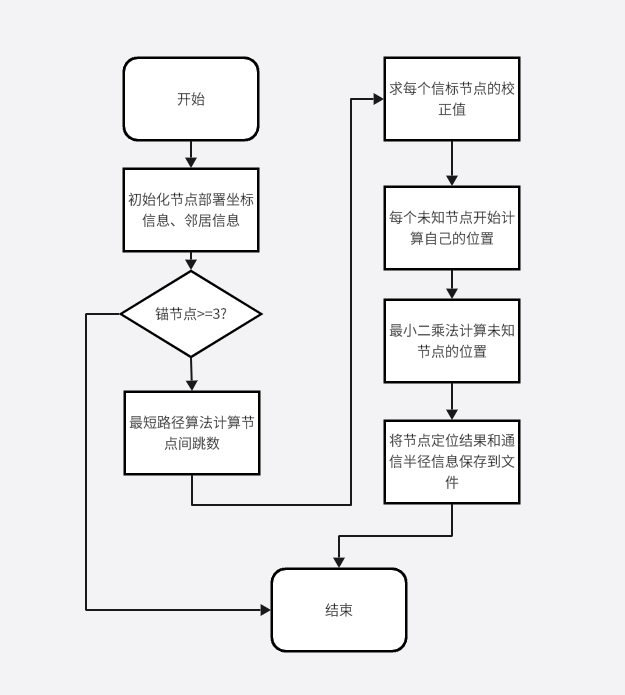 开始
初始化节点部署坐标
信息、邻居信息
锚节点>=3?
最短路径算法计算节
点间跳数
求每个信标节点的校
正值
每个未知节点开始计
算自己的位置
最小二乘法计算未知
节点的位置
将节点定位结果和通
信半径信息保存到文
件
结束